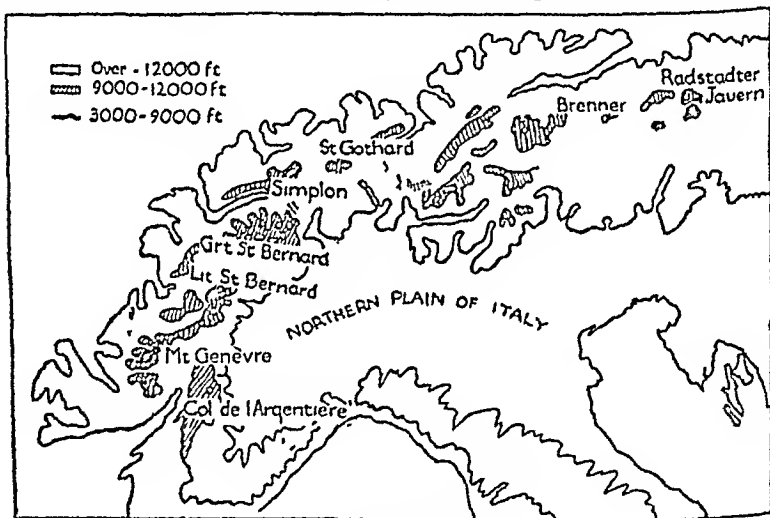 Over - 12000 ft
9000-12000 ft
3000-9000 ft
Radstadter
Javern
Brenner
St Gothard
Simplon
Grt St Bernard
Lit St Bernard
NORTHERN PLAIN OF ITALY
Mt Genèvre
Col de l'Argentière